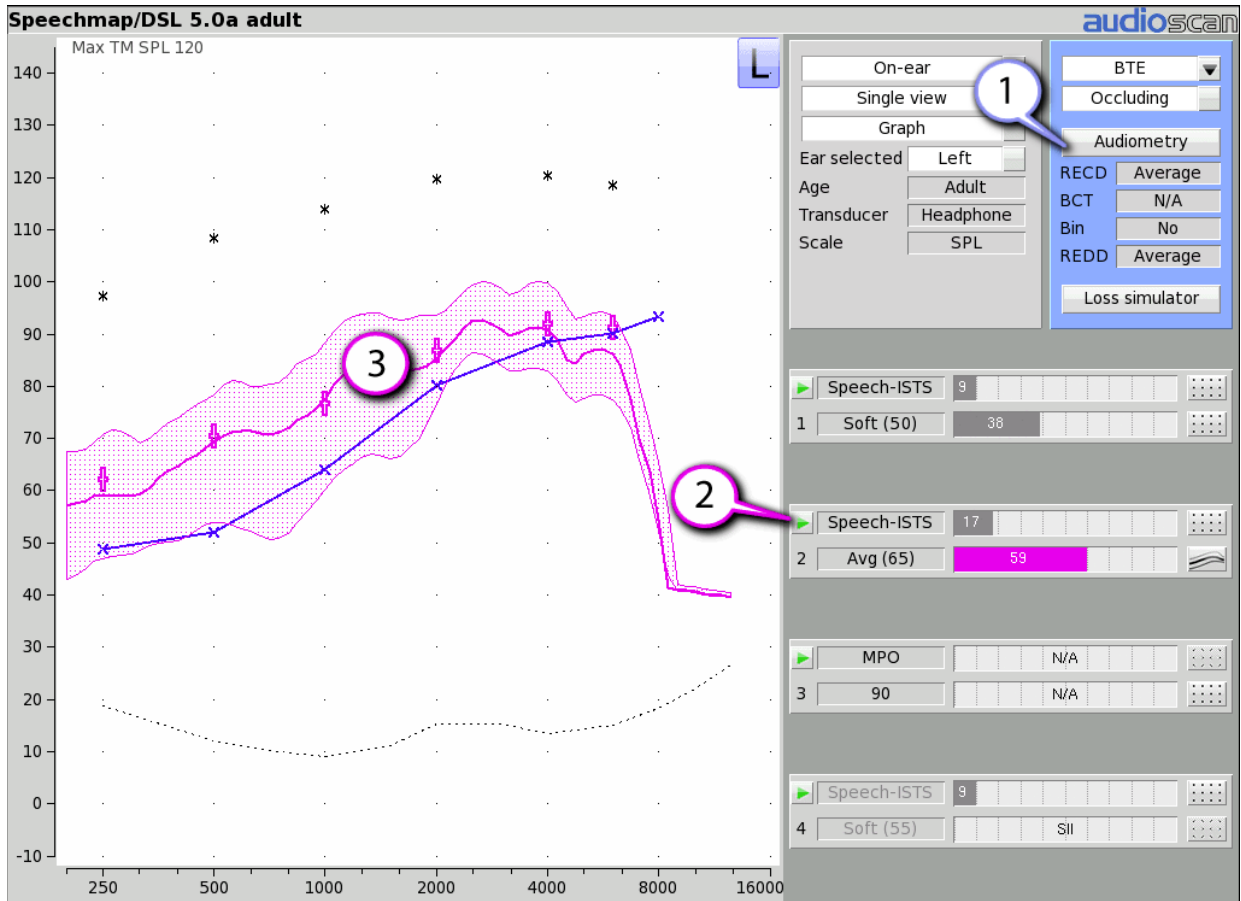 Speechmap/DSL 5.0a adult
audioscan
Max TM SPL 120
L
140
130
120
110
100
90
80
70
60
50
40
30
20
10
0
-10
250 500 1000 2000 4000 8000 16000
3
2
1
On-ear
Single view
Graph
Ear selected Left
Age Adult
Transducer Headphone
Scale SPL
BTE
Occluding
Audiometry
RECD Average
BCT N/A
Bin No
REDD Average
Loss simulator
Speech-ISTS 9
1 Soft (50) 38
Speech-ISTS 17
2 Avg (65) 59
MPO N/A
3 90 N/A
Speech-ISTS 9
4 Soft (55) SII